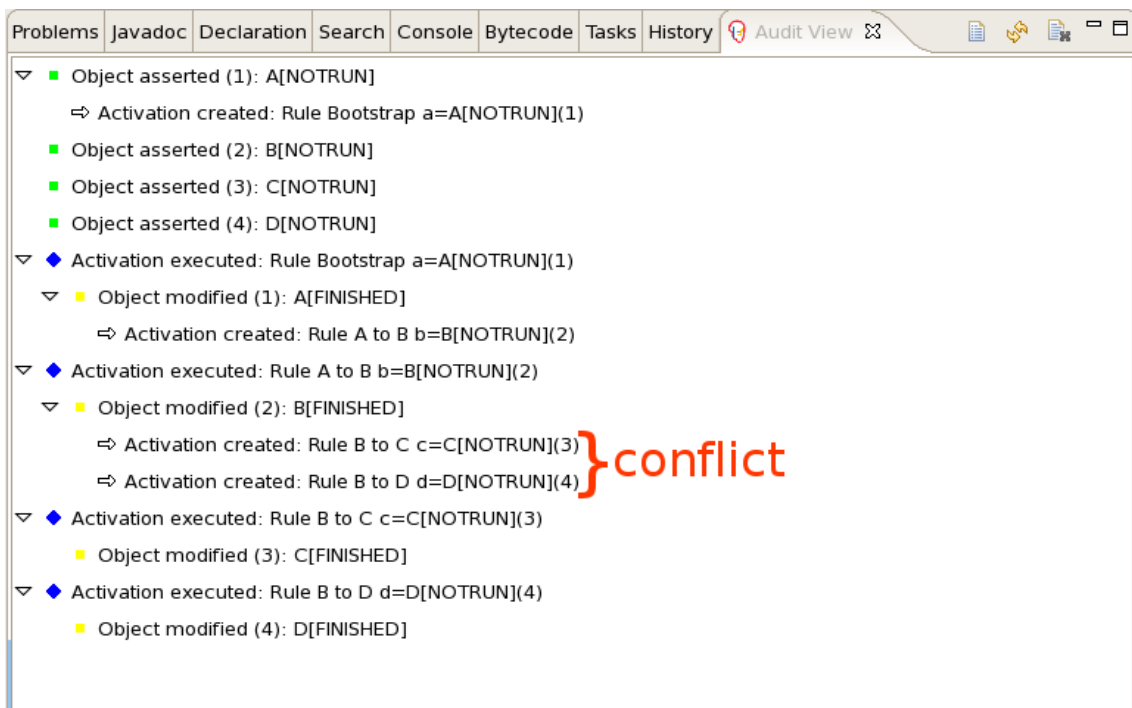 Problems Javadoc Declaration Search Console Bytecode Tasks History Audit View
Object asserted (1): A[NOTRUN]
Activation created: Rule Bootstrap a=A[NOTRUN](1)
Object asserted (2): B[NOTRUN]
Object asserted (3): C[NOTRUN]
Object asserted (4): D[NOTRUN]
Activation executed: Rule Bootstrap a=A[NOTRUN](1)
Object modified (1): A[FINISHED]
Activation created: Rule A to B b=B[NOTRUN](2)
Activation executed: Rule A to B b=B[NOTRUN](2)
Object modified (2): B[FINISHED]
Activation created: Rule B to C c=C[NOTRUN](3)
Activation created: Rule B to D d=D[NOTRUN](4)
} conflict
Activation executed: Rule B to C c=C[NOTRUN](3)
Object modified (3): C[FINISHED]
Activation executed: Rule B to D d=D[NOTRUN](4)
Object modified (4): D[FINISHED]